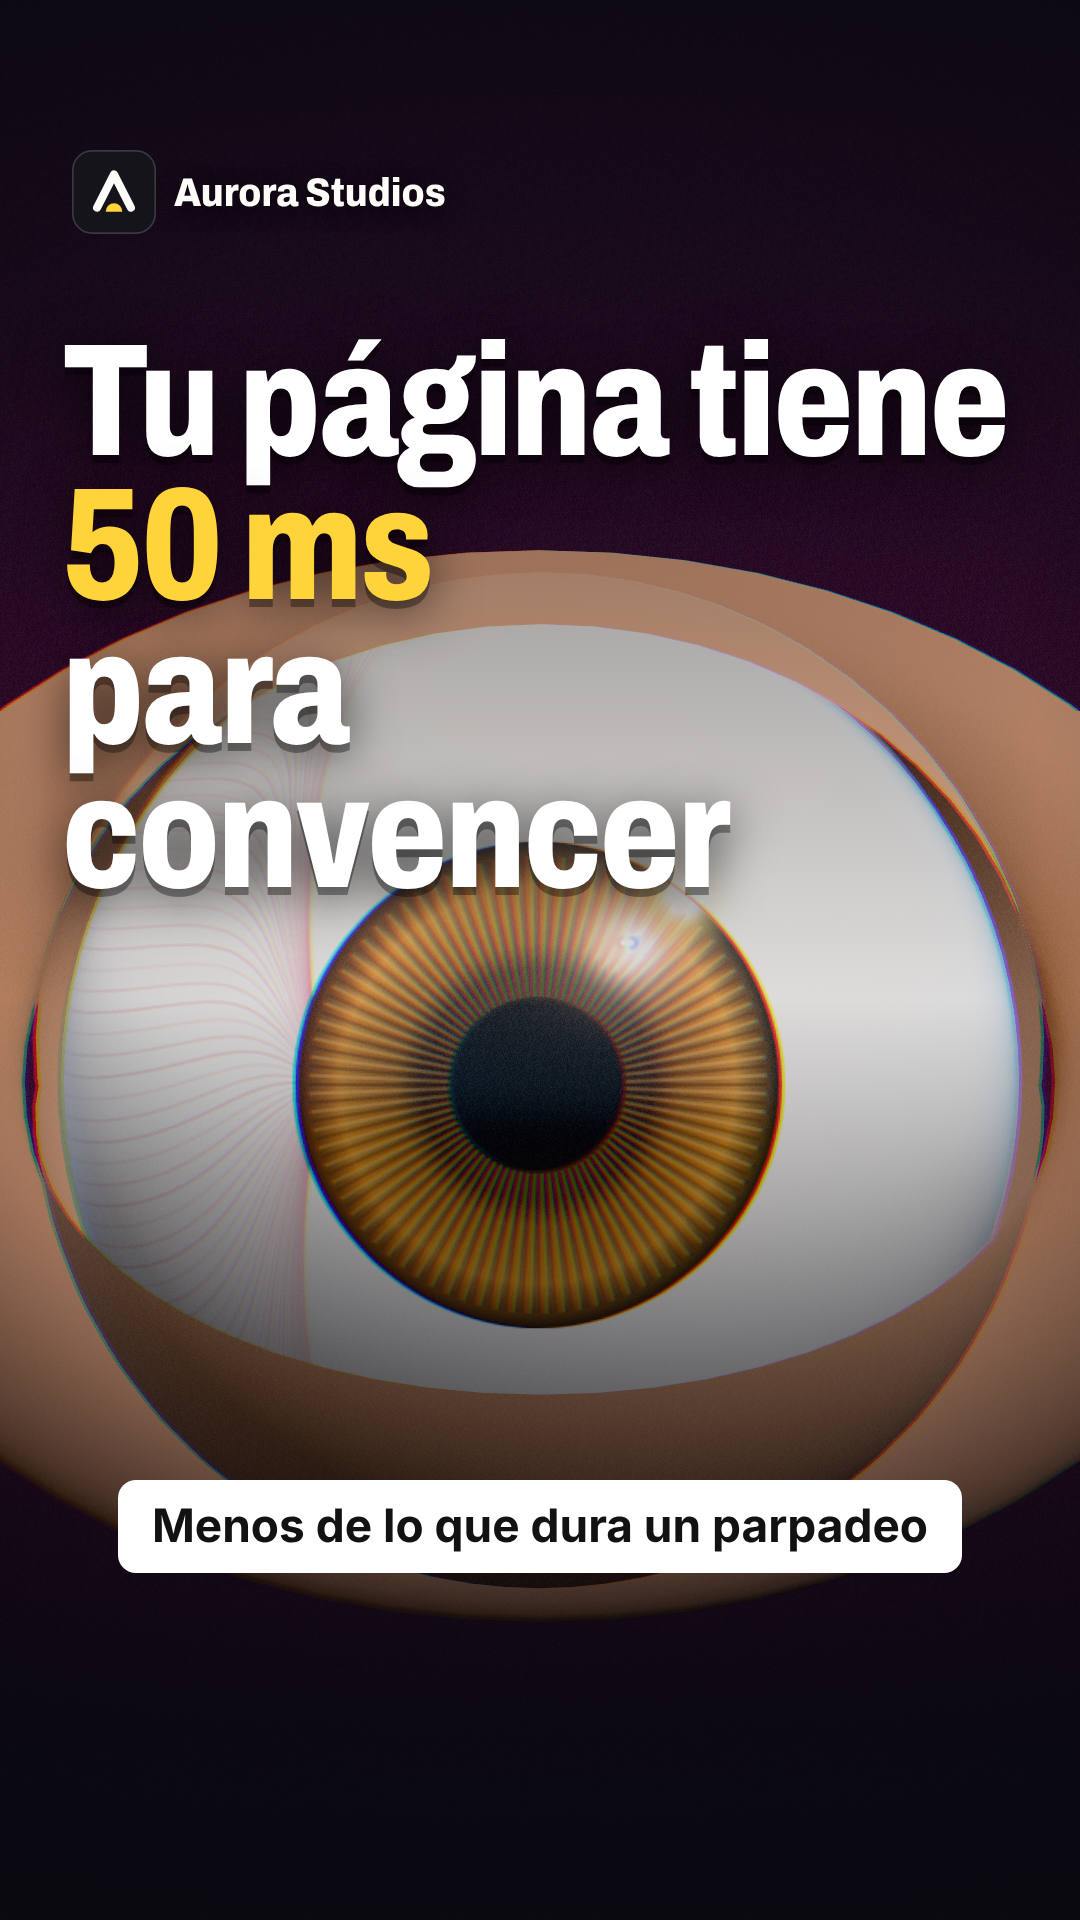 Aurora Studios
Tu página tiene
50 ms
para
convencer
Menos de lo que dura un parpadeo